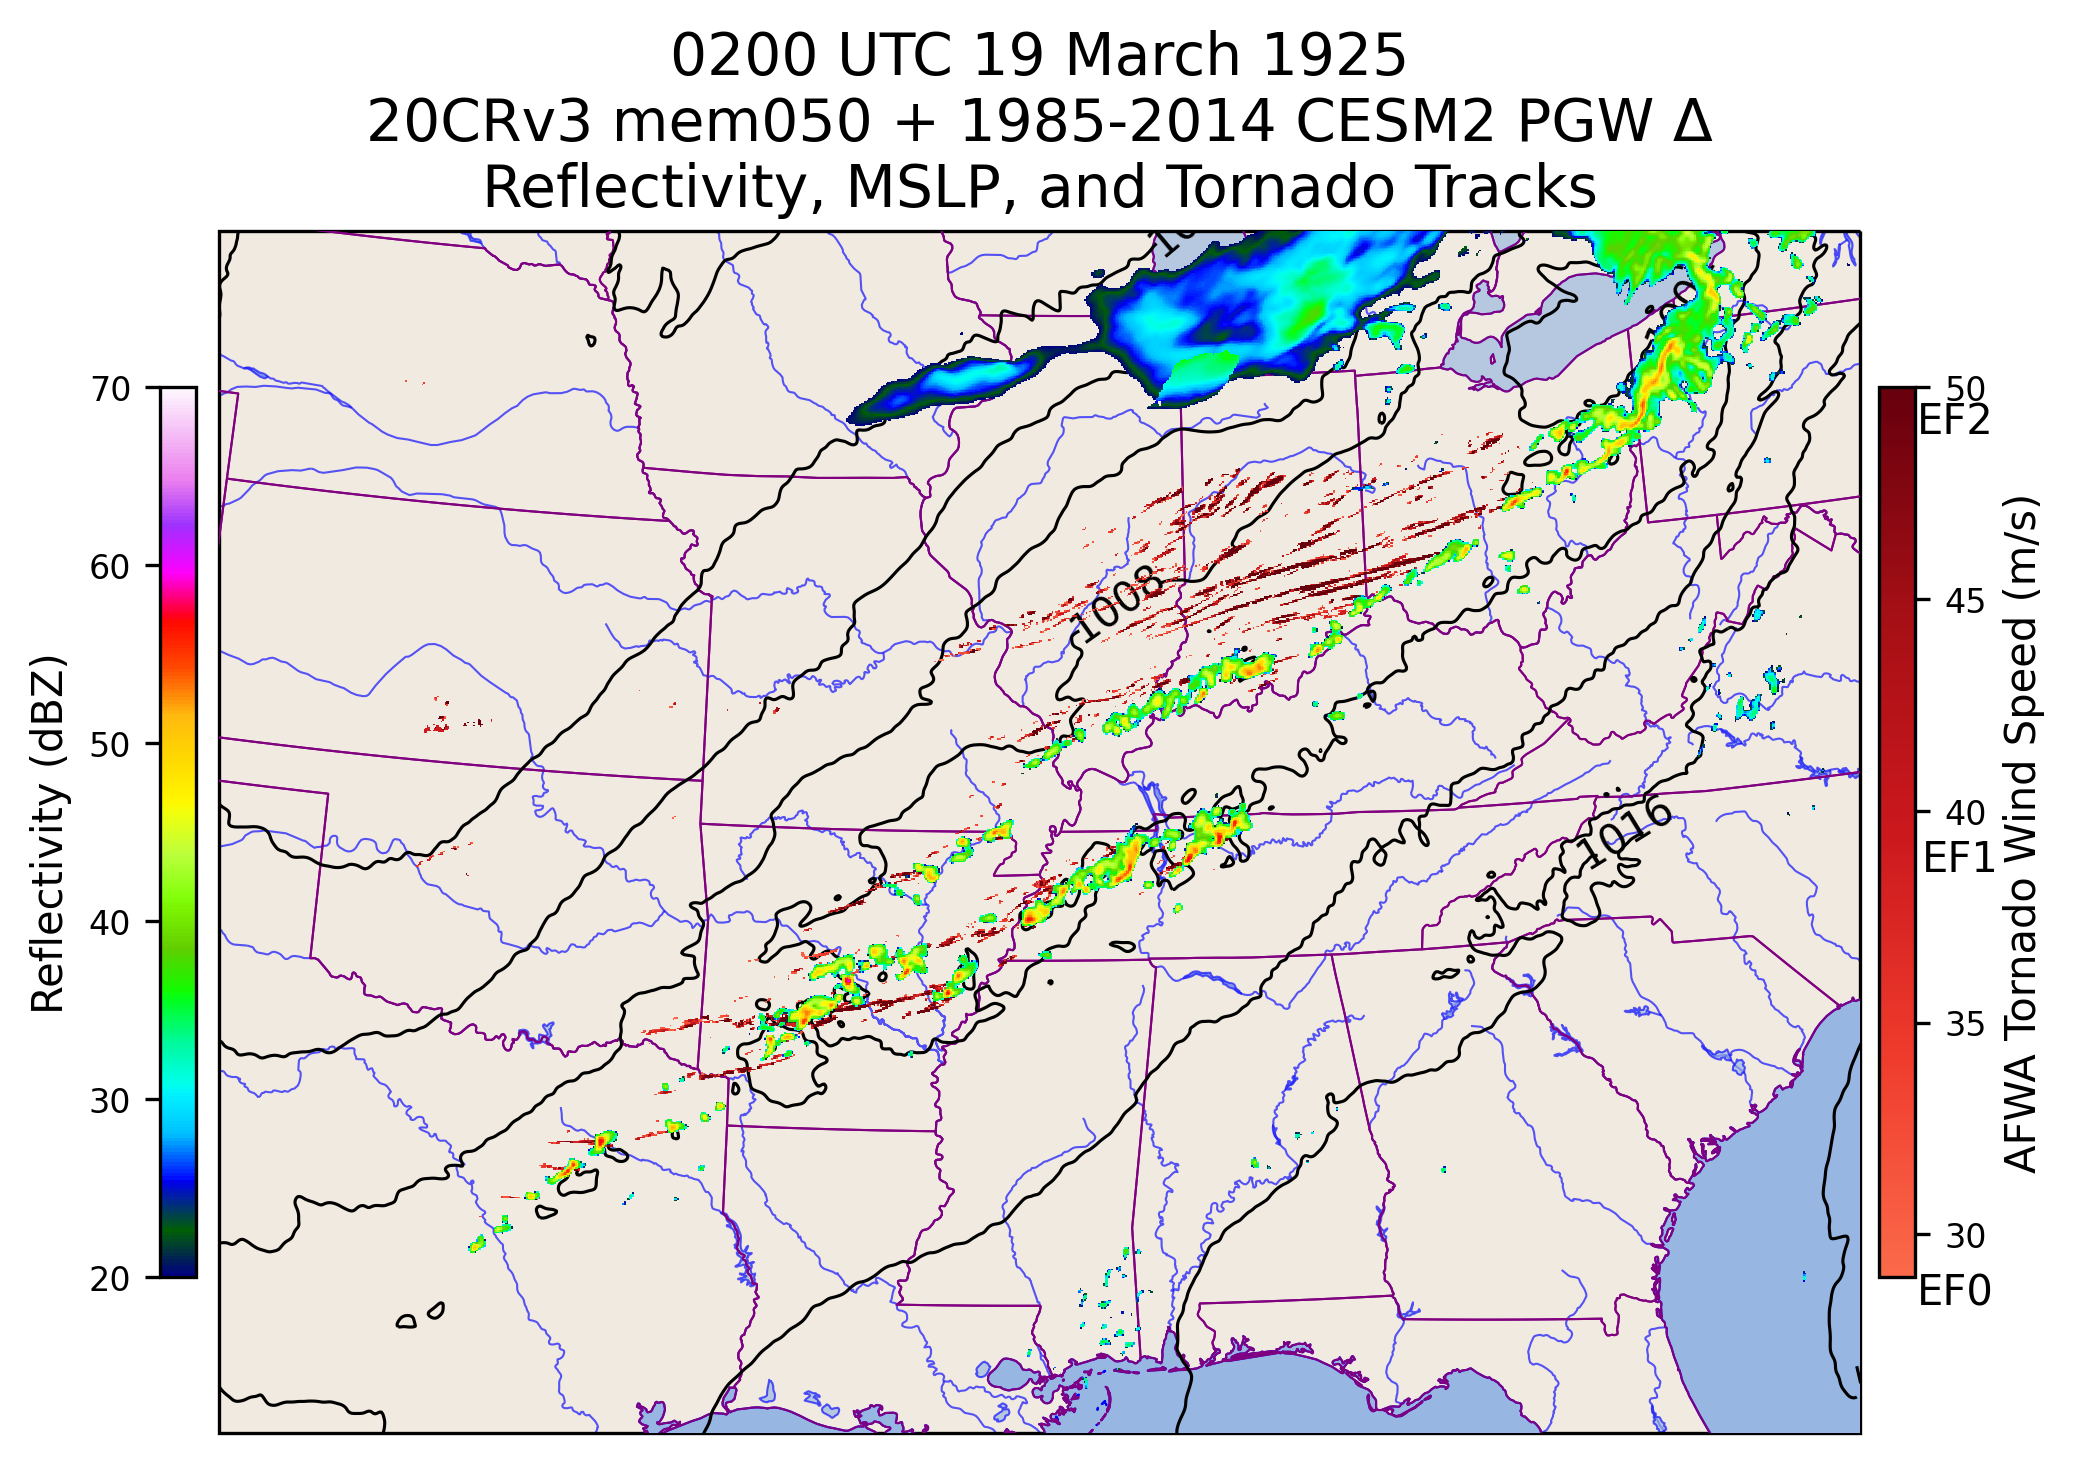 0200 UTC 19 March 1925
20CRv3 mem050 + 1985-2014 CESM2 PGW Δ
Reflectivity, MSLP, and Tornado Tracks
Reflectivity (dBZ)
70
60
50
40
30
20
1008
1016
50
EF2
45
40
EF1
35
30
EF0
AFWA Tornado Wind Speed (m/s)